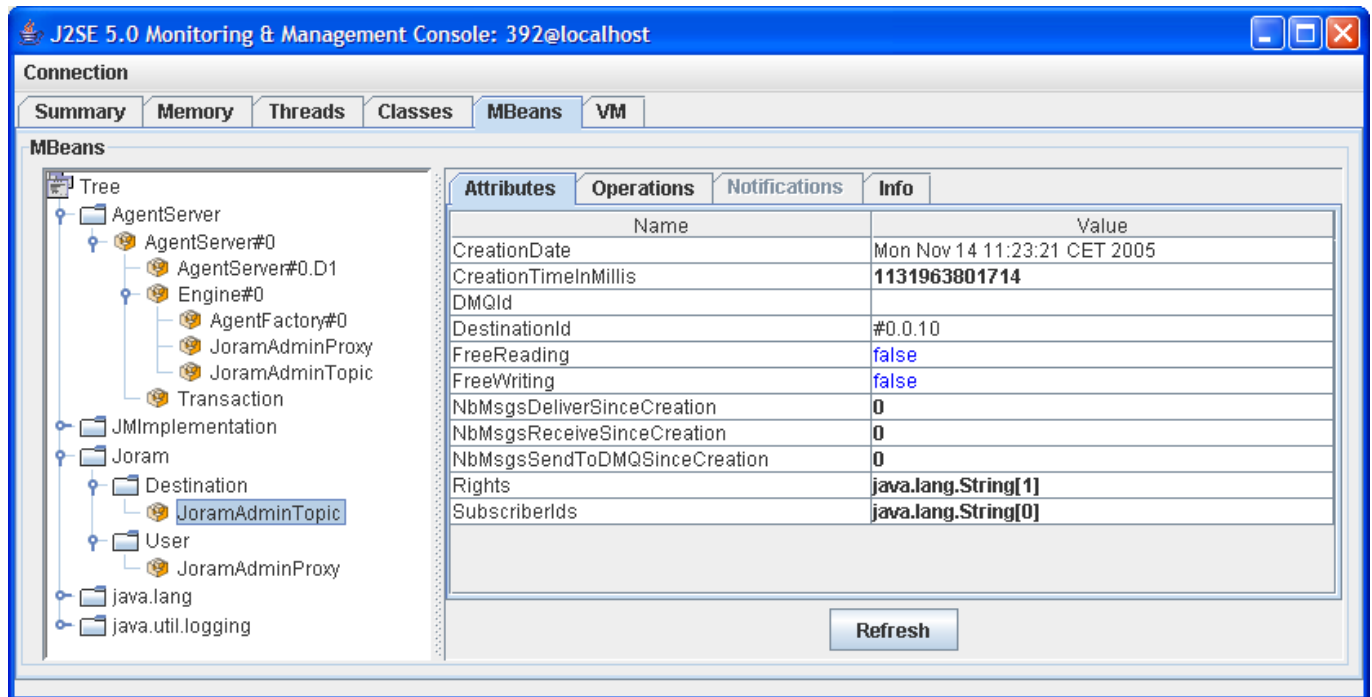 J2SE 5.0 Monitoring & Management Console: 392@localhost
Connection
Summary Memory Threads Classes MBeans VM
MBeans
Tree
AgentServer
AgentServer#0
AgentServer#0.D1
Engine#0
AgentFactory#0
JoramAdminProxy
JoramAdminTopic
Transaction
JMImplementation
Joram
Destination
JoramAdminTopic
User
JoramAdminProxy
java.lang
java.util.logging
Attributes Operations Notifications Info
Name Value
CreationDate Mon Nov 14 11:23:21 CET 2005
CreationTimeInMillis 1131963801714
DMQId
DestinationId #0.0.10
FreeReading false
FreeWriting false
NbMsgsDeliverSinceCreation 0
NbMsgsReceiveSinceCreation 0
NbMsgsSendToDMQSinceCreation 0
Rights java.lang.String[1]
SubscriberIds java.lang.String[0]
Refresh